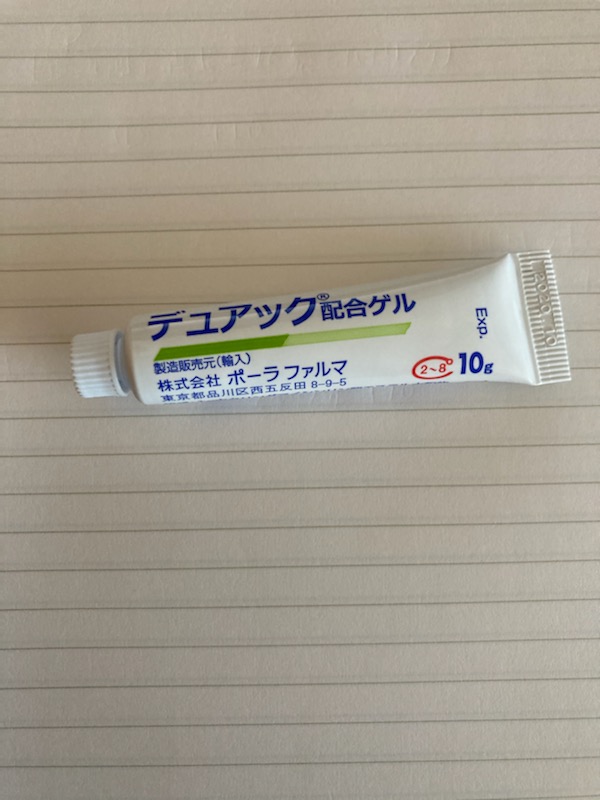 デュアック®配合ゲル
製造販売元(輸入)
株式会社 ポーラ ファルマ
東京都品川区西五反田 8-9-5
2~8°
10g
Exp.
2020.10